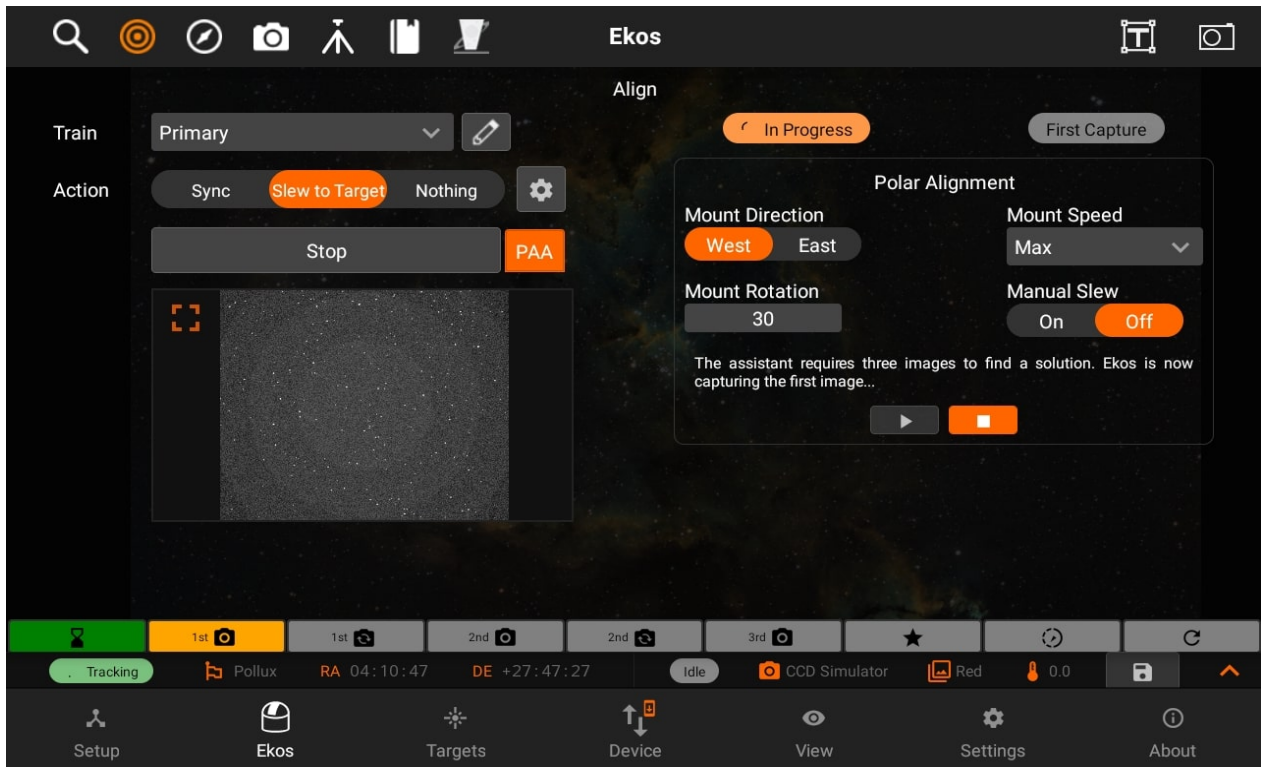 Ekos
Align
Train
Primary
In Progress
First Capture
Action
Sync
Slew to Target
Nothing
Stop
PAA
Polar Alignment
Mount Direction
Mount Speed
West
East
Max
Mount Rotation
Manual Slew
30
On
Off
The assistant requires three images to find a solution. Ekos is now
capturing the first image...
1st
1st
2nd
2nd
3rd
Tracking
Pollux
RA 04:10:47
DE +27:47:27
Idle
CCD Simulator
Red
0.0
Setup
Ekos
Targets
Device
View
Settings
About